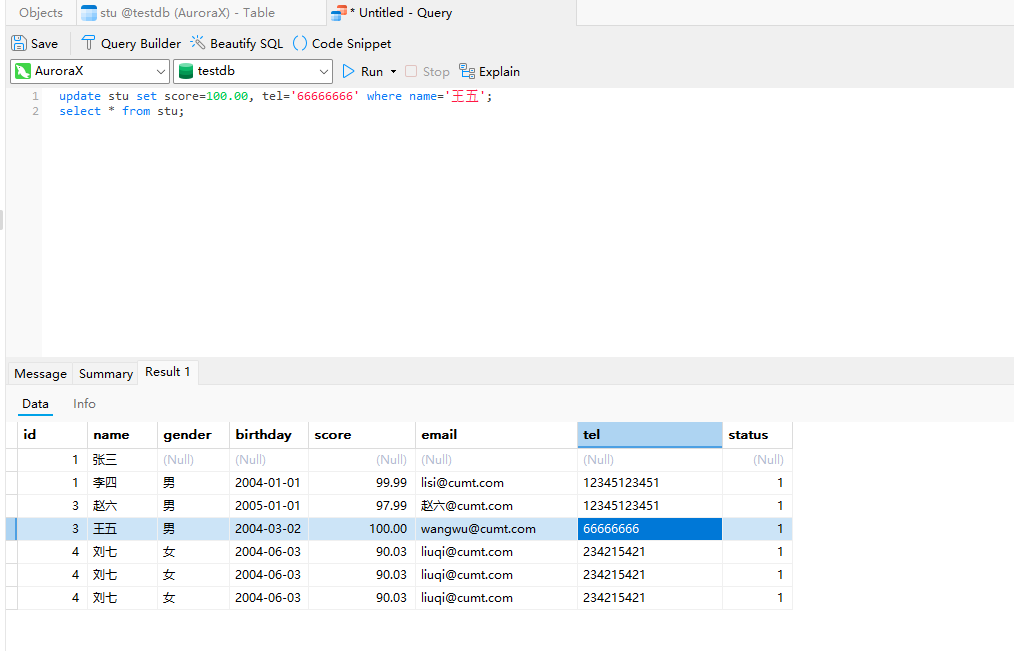 Objects stu @testdb (AuroraX) - Table * Untitled - Query
Save Query Builder Beautify SQL () Code Snippet
AuroraX testdb Run Stop Explain
1 update stu set score=100.00, tel='66666666' where name='王五';
2 select * from stu;
Message Summary Result 1
Data Info
id name gender birthday score email tel status
1 张三 (Null) (Null) (Null) (Null) (Null) (Null)
1 李四 男 2004-01-01 99.99 lisi@cumt.com 12345123451 1
3 赵六 男 2005-01-01 97.99 赵六@cumt.com 12345123451 1
3 王五 男 2004-03-02 100.00 wangwu@cumt.com 66666666 1
4 刘七 女 2004-06-03 90.03 liuqi@cumt.com 234215421 1
4 刘七 女 2004-06-03 90.03 liuqi@cumt.com 234215421 1
4 刘七 女 2004-06-03 90.03 liuqi@cumt.com 234215421 1